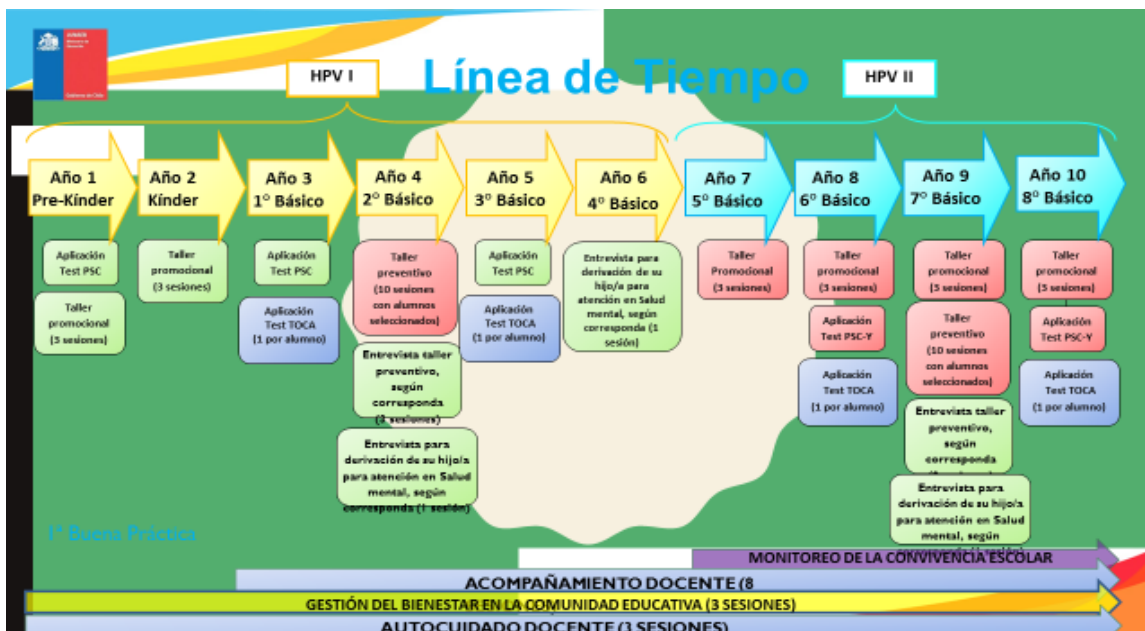 HPV I
Línea de Tiempo
HPV II
Año 1
Pre-Kínder
Año 2
Kínder
Año 3
1° Básico
Año 4
2° Básico
Año 5
3° Básico
Año 6
4° Básico
Año 7
5° Básico
Año 8
6° Básico
Año 9
7° Básico
Año 10
8° Básico
Aplicación
Test PSC
Taller
promocional
(3 sesiones)
Taller
promocional
(3 sesiones)
Aplicación
Test PSC
Aplicación
Test TOCA
(1 por alumno)
Taller
preventivo
(10 sesiones
con alumnos
seleccionados)
Entrevista taller
preventivo,
según
corresponda
sesiones)
Entrevista para
derivación de su hijo/a
para atención en Salud
mental, según
corresponda (1 sesión)
Aplicación
Test PSC
Aplicación
Test TOCA
(1 por alumno)
Entrevista para
derivación de su
hijo/a para
atención en Salud
mental, según
corresponda (1
sesión)
Taller
Promocional
(3 sesiones)
Taller
promocional
(3 sesiones)
Aplicación
Test PSC-Y
Aplicación
Test TOCA
(1 por alumno)
Taller
promocional
(3 sesiones)
Taller
preventivo
(10 sesiones
con alumnos
seleccionados)
Entrevista taller
preventivo,
según
corresponda
Entrevista para
derivación de su hijo/a
para atención en Salud
mental, según
Taller
promocional
(3 sesiones)
Aplicación
Test PSC-Y
Aplicación
Test TOCA
(1 por alumno)
1° Buena Práctica
MONITOREO DE LA CONVIVENCIA ESCOLAR
ACOMPAÑAMIENTO DOCENTE (8
GESTIÓN DEL BIENESTAR EN LA COMUNIDAD EDUCATIVA (3 SESIONES)
AUTOCUIDADO DOCENTE (3 SESIONES)